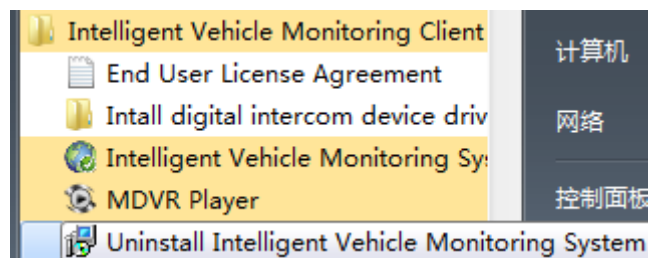 Intelligent Vehicle Monitoring Client
End User License Agreement
Intall digital intercom device driv
Intelligent Vehicle Monitoring Sy
MDVR Player
Uninstall Intelligent Vehicle Monitoring System
计算机
网络
控制面板